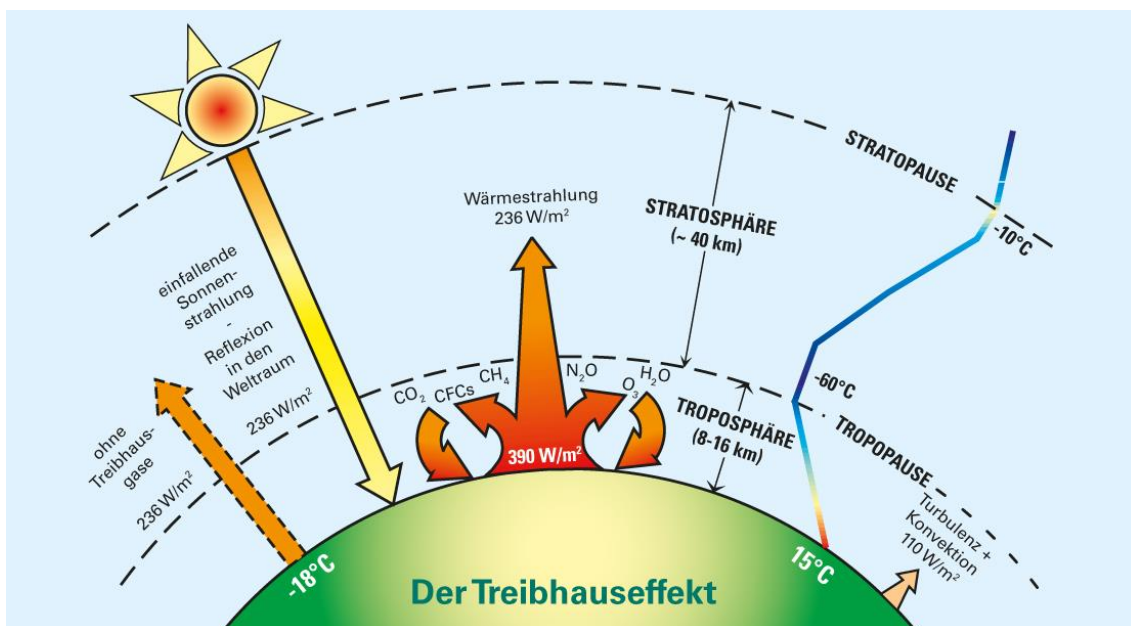 STRATOPAUSE
-10°C
Wärmestrahlung
236 W/m²
STRATOSPHÄRE
(~ 40 km)
einfallende
Sonnen-
strahlung
-
Reflexion
in den
Weltraum
236 W/m²
ohne
Treibhaus-
gase
236 W/m²
CO₂
CFCs
CH₄
N₂O
O₃
H₂O
390 W/m²
TROPOSPHÄRE
(8-16 km)
-60°C
TROPOPAUSE
Turbulenz +
Konvektion
110 W/m²
-18°C
15°C
Der Treibhauseffekt